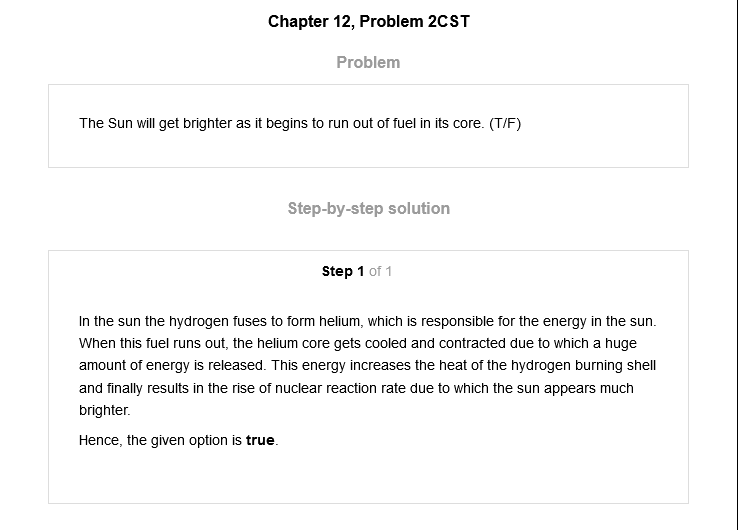 Chapter 12, Problem 2CST
Problem
The Sun will get brighter as it begins to run out of fuel in its core. (T/F)
Step-by-step solution
Step 1 of 1
In the sun the hydrogen fuses to form helium, which is responsible for the energy in the sun.
When this fuel runs out, the helium core gets cooled and contracted due to which a huge
amount of energy is released. This energy increases the heat of the hydrogen burning shell
and finally results in the rise of nuclear reaction rate due to which the sun appears much
brighter.
Hence, the given option is true.